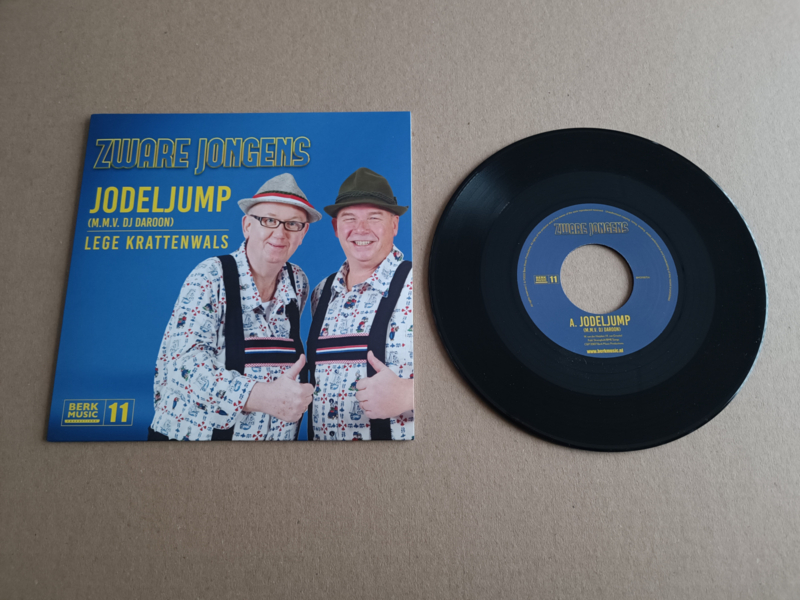 ZWARE JONGENS
JODELJUMP
(M.M.V. DJ DAROON)
LEGE KRATTENWALS
BERK
MUSIC
11
ZWARE JONGENS
BERK
MUSIC
11
A. JODELJUMP
(M.M.V. DJ DAROON)
www.berkmusic.nl